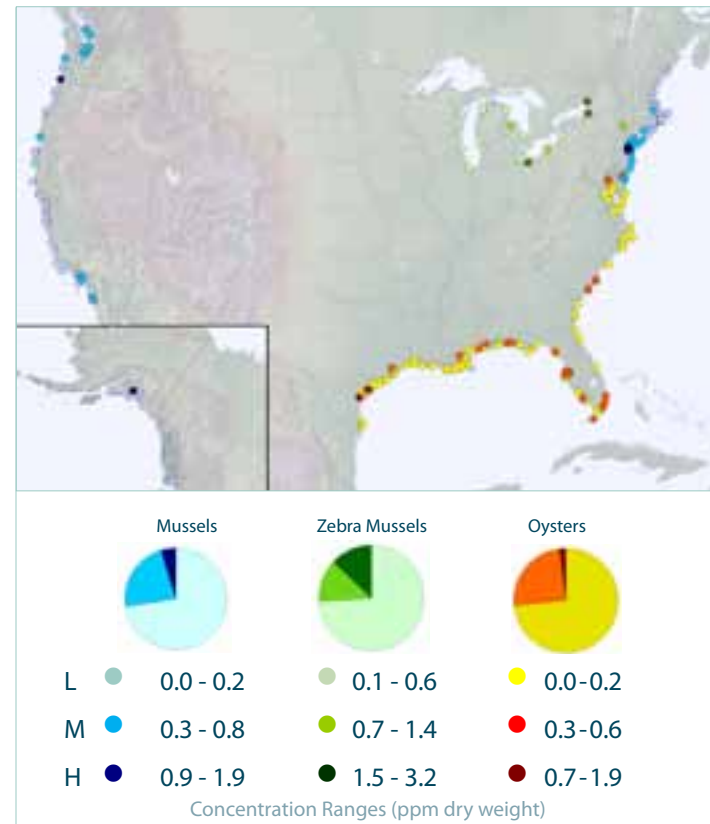 Mussels Zebra Mussels Oysters
L 0.0 - 0.2 0.1 - 0.6 0.0-0.2
M 0.3 - 0.8 0.7 - 1.4 0.3-0.6
H 0.9 - 1.9 1.5 - 3.2 0.7-1.9
Concentration Ranges (ppm dry weight)